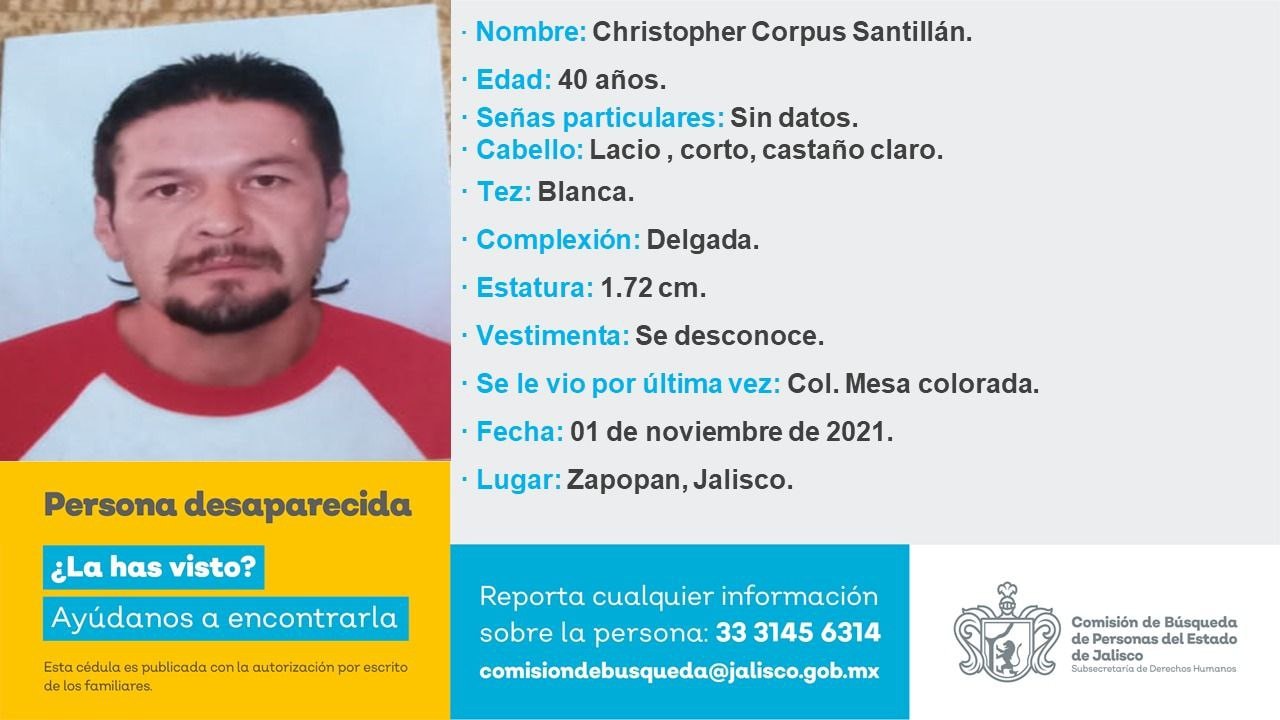 · Nombre: Christopher Corpus Santillán.
· Edad: 40 años.
· Señas particulares: Sin datos.
· Cabello: Lacio , corto, castaño claro.
· Tez: Blanca.
· Complexión: Delgada.
· Estatura: 1.72 cm.
· Vestimenta: Se desconoce.
· Se le vio por última vez: Col. Mesa colorada.
· Fecha: 01 de noviembre de 2021.
· Lugar: Zapopan, Jalisco.
Persona desaparecida
¿La has visto?
Ayúdanos a encontrarla
Esta cédula es publicada con la autorización por escrito
de los familiares.
Reporta cualquier información
sobre la persona: 33 3145 6314
comisiondebusqueda@jalisco.gob.mx
Comisión de Búsqueda
de Personas del Estado
de Jalisco
Subsecretaría de Derechos Humanos